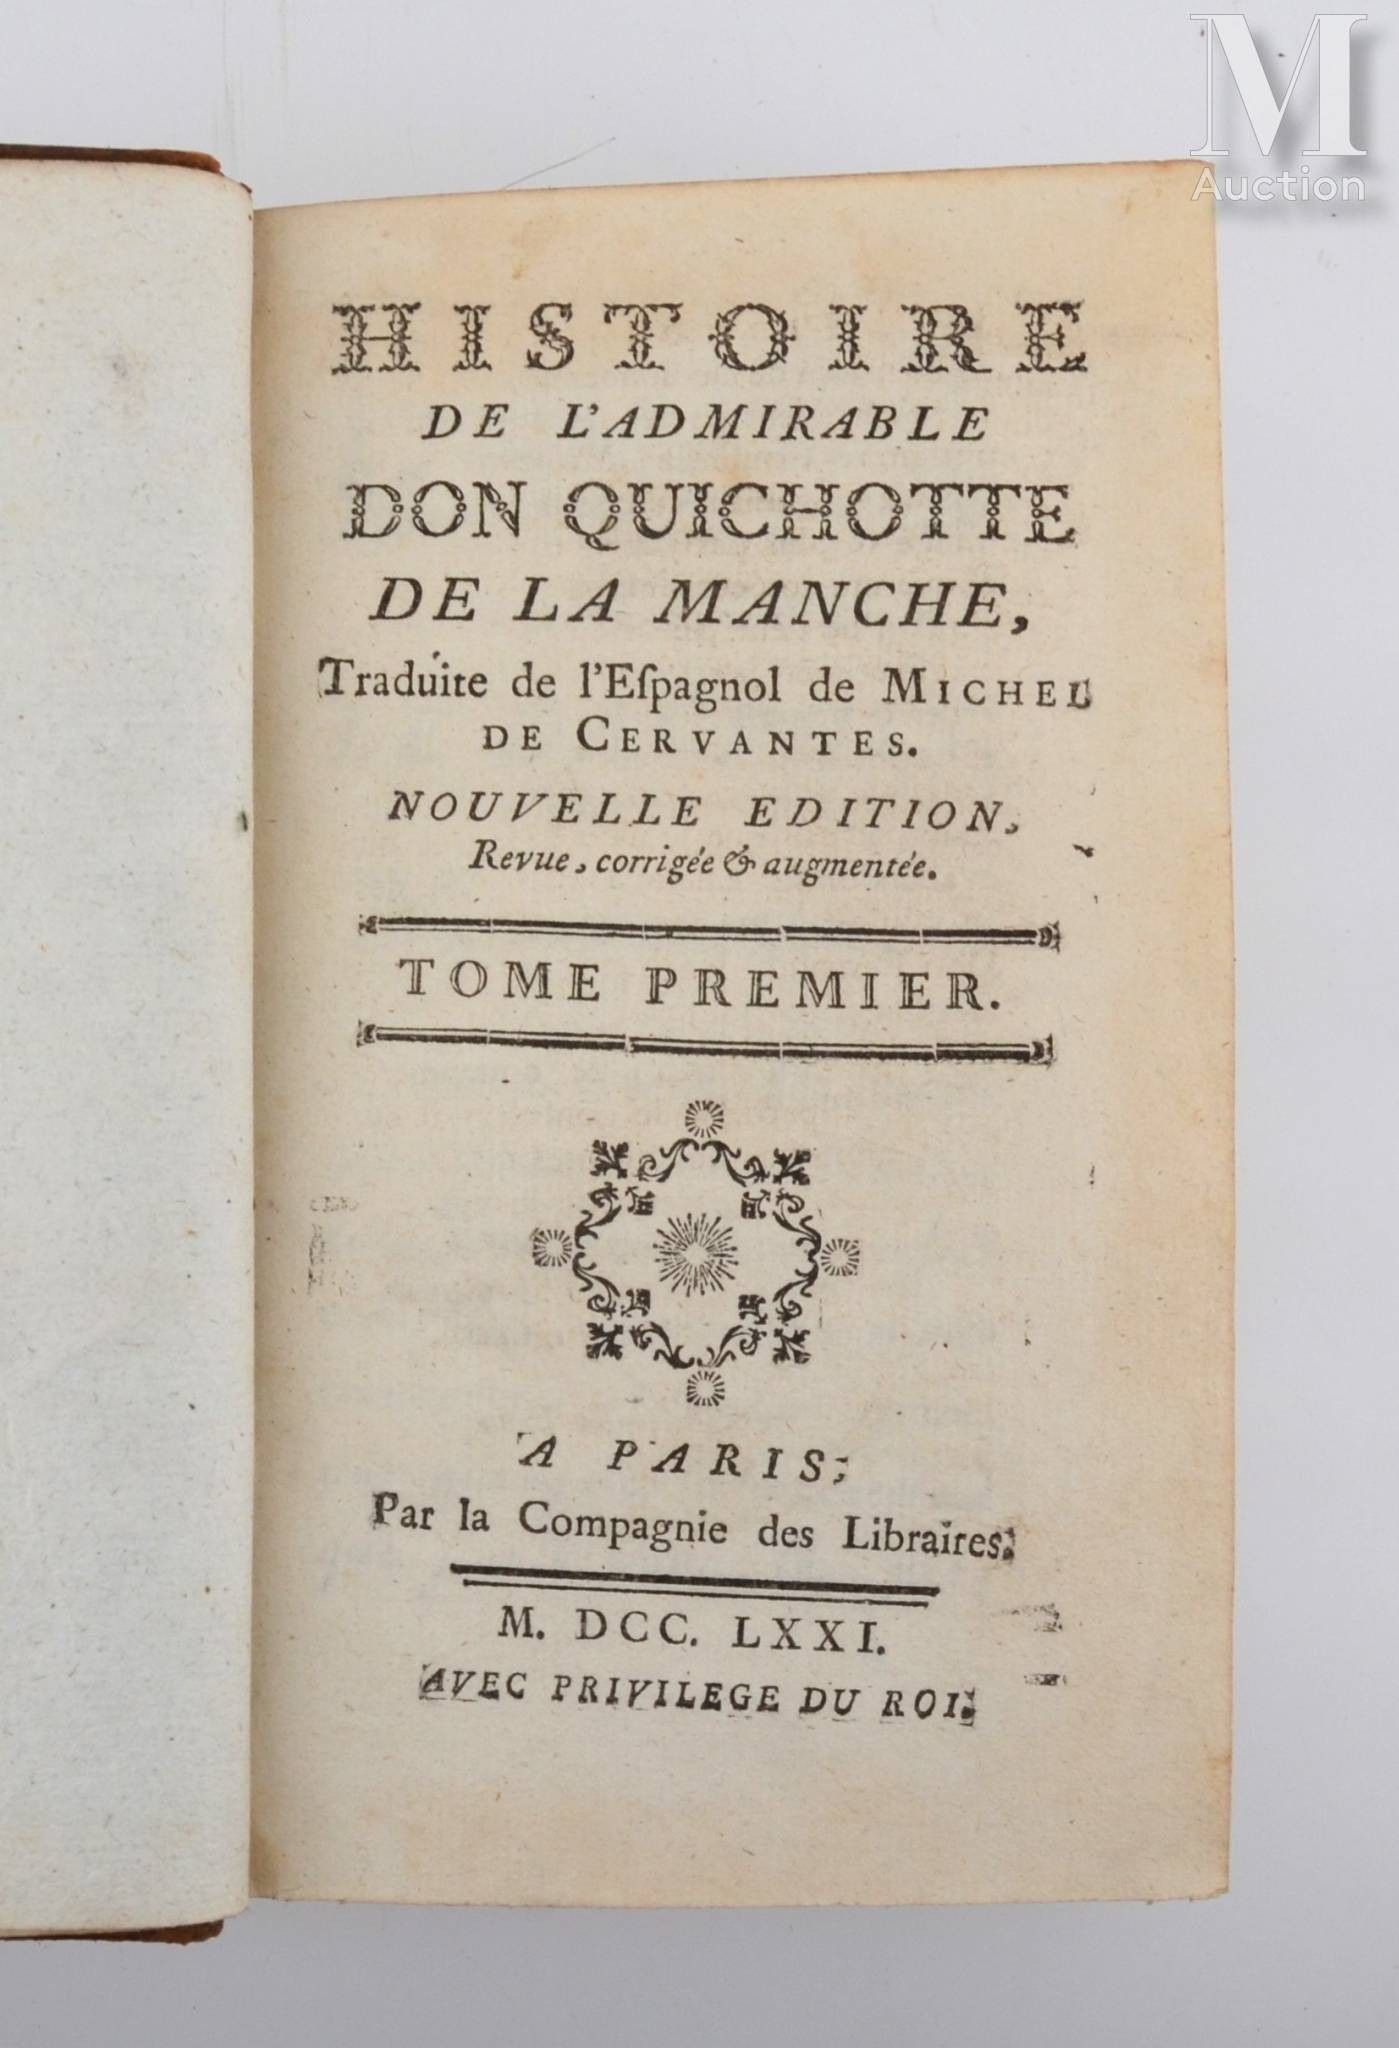 M
Auction
HISTOIRE
DE L'ADMIRABLE
DON QUICHOTTE
DE LA MANCHE,
Traduite de l'Eſpagnol de MICHEL
DE CERVANTES.
NOUVELLE EDITION,
Revue, corrigée & augmentée.
TOME PREMIER.
A PARIS,
Par la Compagnie des Libraires.
M. DCC. LXXI.
AVEC PRIVILEGE DU ROI.